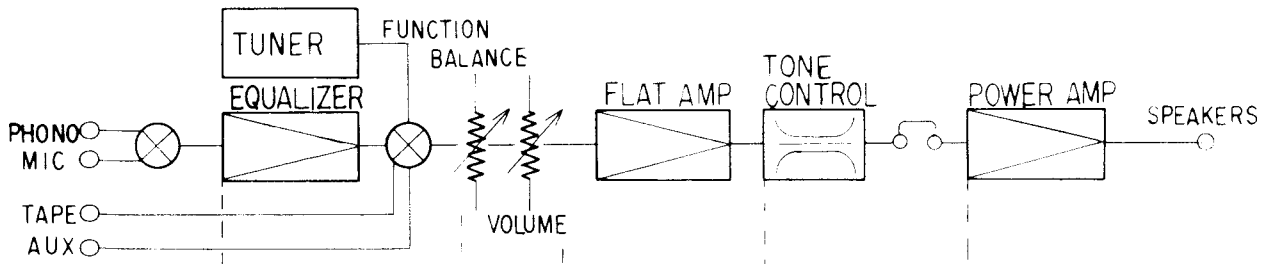 TUNER
FUNCTION
BALANCE
EQUALIZER
FLAT AMP
TONE
CONTROL
POWER AMP
SPEAKERS
PHONO
MIC
TAPE
AUX
VOLUME